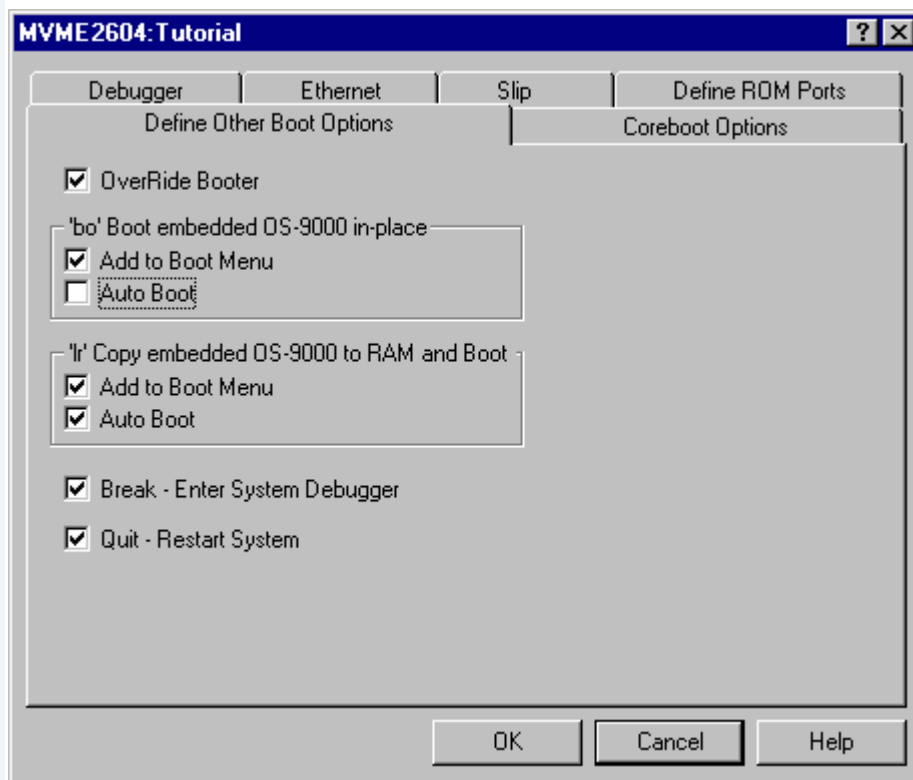 MVME2604:Tutorial
Debugger Ethernet Slip Define ROM Ports
Define Other Boot Options Coreboot Options
OverRide Booter
'bo' Boot embedded OS-9000 in-place
Add to Boot Menu
Auto Boot
'lr' Copy embedded OS-9000 to RAM and Boot
Add to Boot Menu
Auto Boot
Break - Enter System Debugger
Quit - Restart System
OK Cancel Help